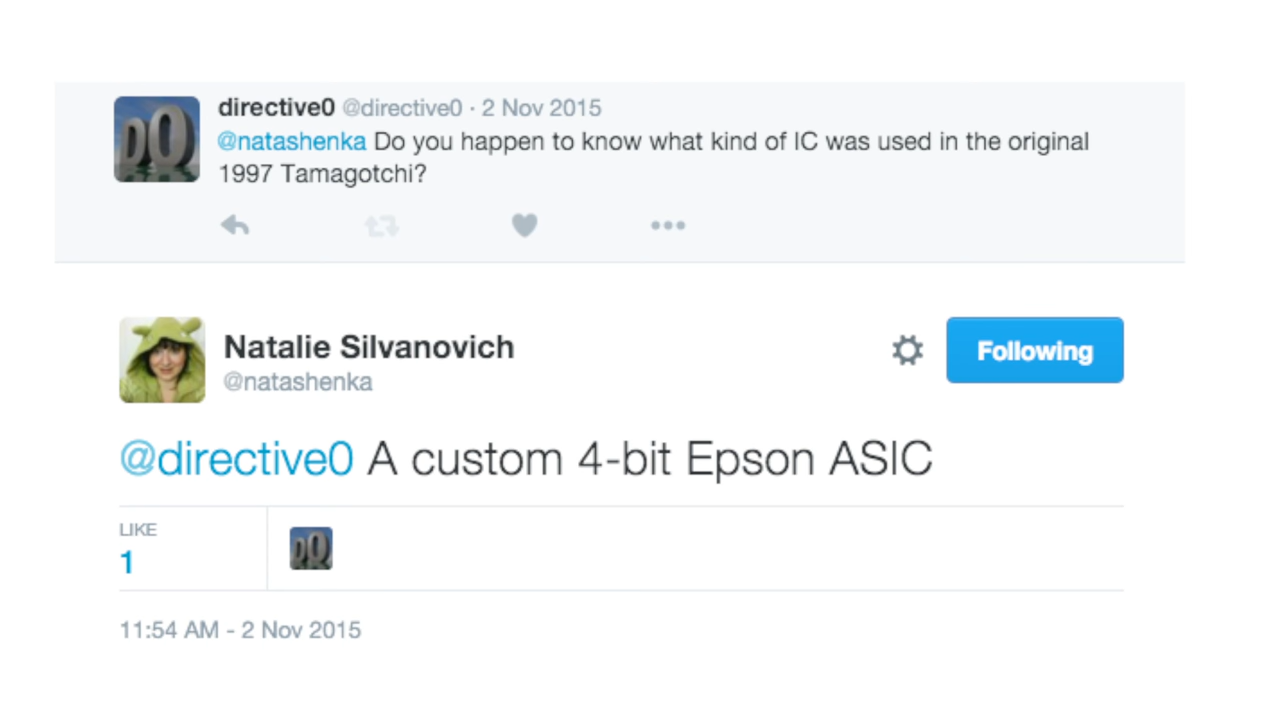 directive0 @directive0 · 2 Nov 2015
@natashenka Do you happen to know what kind of IC was used in the original
1997 Tamagotchi?
Natalie Silvanovich
@natashenka
Following
@directive0 A custom 4-bit Epson ASIC
LIKE
1
DO
11:54 AM - 2 Nov 2015